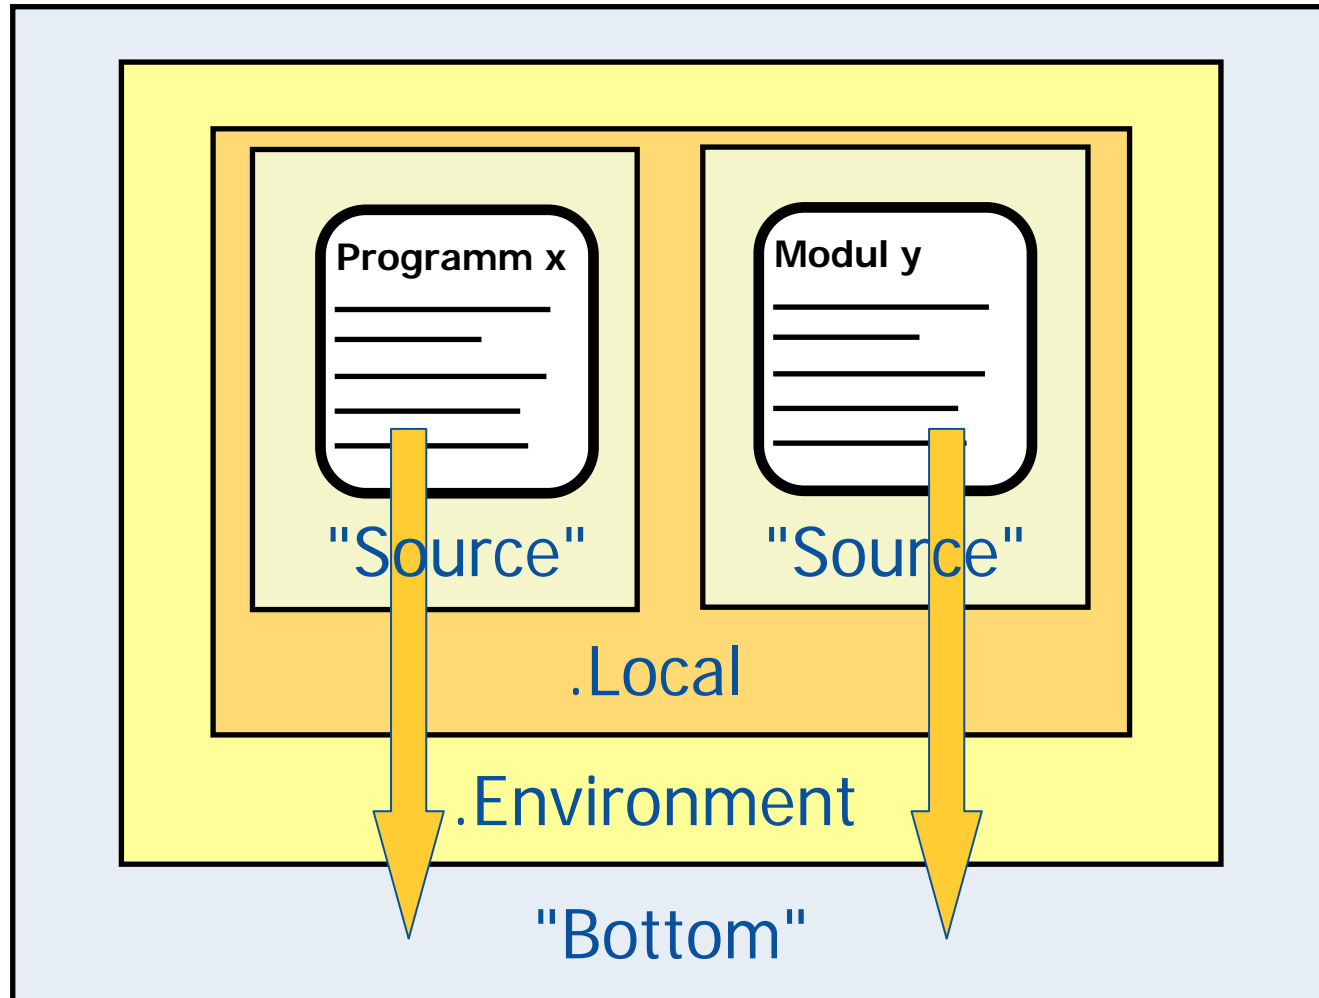 Programm x
Modul y
"Source"
"Source"
.Local
.Environment
"Bottom"